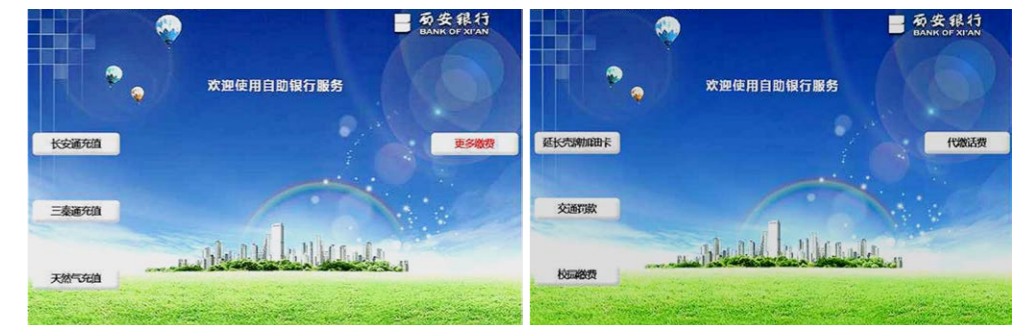 西安银行
BANK OF XI'AN
欢迎使用自助银行服务
长安通充值
更多缴费
三秦通充值
天然气充值
西安银行
BANK OF XI'AN
欢迎使用自助银行服务
延长壳牌加油卡
代缴话费
交通罚款
校园缴费